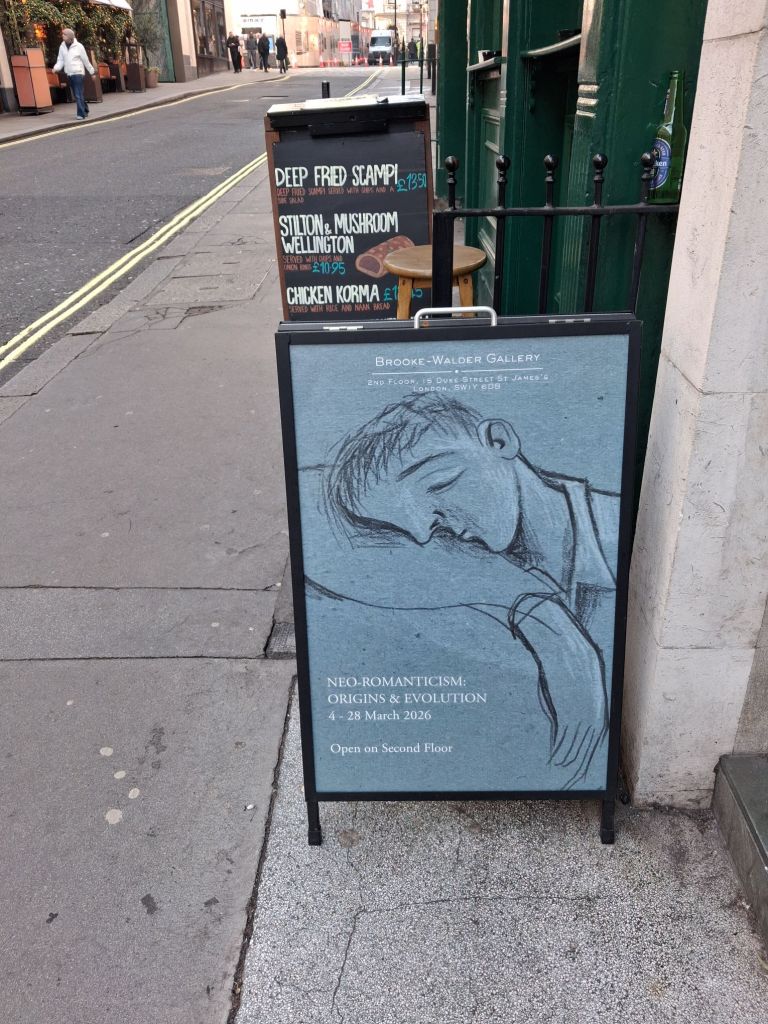 DEEP FRIED SCAMPI
DEEP FRIED SCAMPI SERVED WITH CHIPS AND A £13.50
SIDE SALAD
STILTON & MUSHROOM
WELLINGTON
SERVED WITH CHIPS AND
ONION RINGS £10.95
CHICKEN KORMA
SERVED WITH RICE AND NAAN BREAD
BROOKE-WALDER GALLERY
2ND FLOOR, 15 DUKE STREET ST JAMES'S
LONDON, SW1Y 6DB
NEO-ROMANTICISM:
ORIGINS & EVOLUTION
4 - 28 March 2026
Open on Second Floor